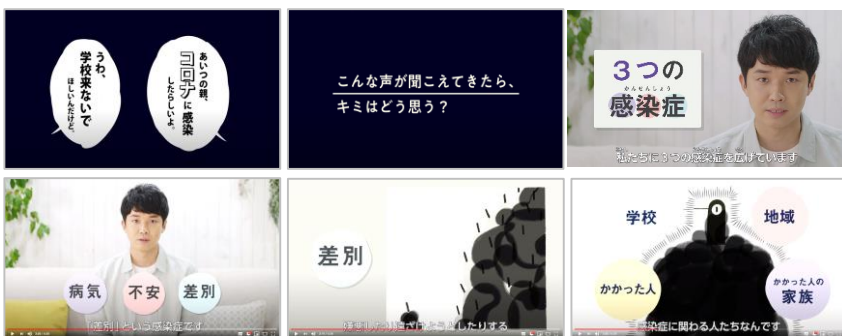 あいつの親、
コロナに感染
したらしいよ。
うわ、
学校来ないで
ほしいんだけど。
こんな声が聞こえてきたら、
キミはどう思う？
3つの
かんせんしょう
感染症
私たちに3つの感染症を広げています
病気
不安
差別
「差別」という感染症です
差別
したりする
学校
地域
かかった人
かかった人の
家族
感染症に関わる人たちなんです